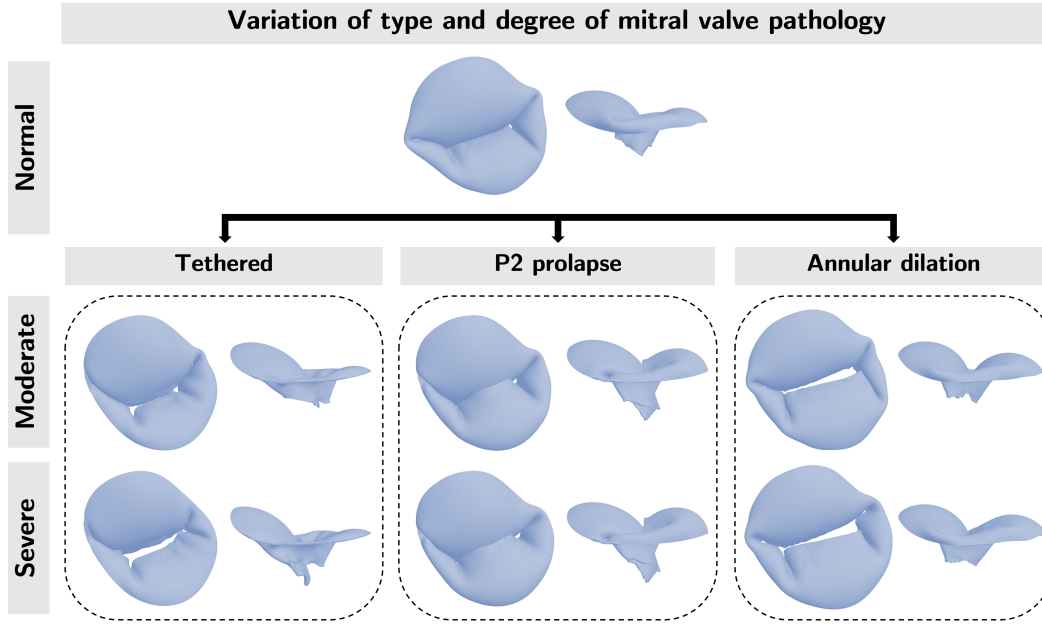 Variation of type and degree of mitral valve pathology
Normal
Tethered
P2 prolapse
Annular dilation
Moderate
Severe